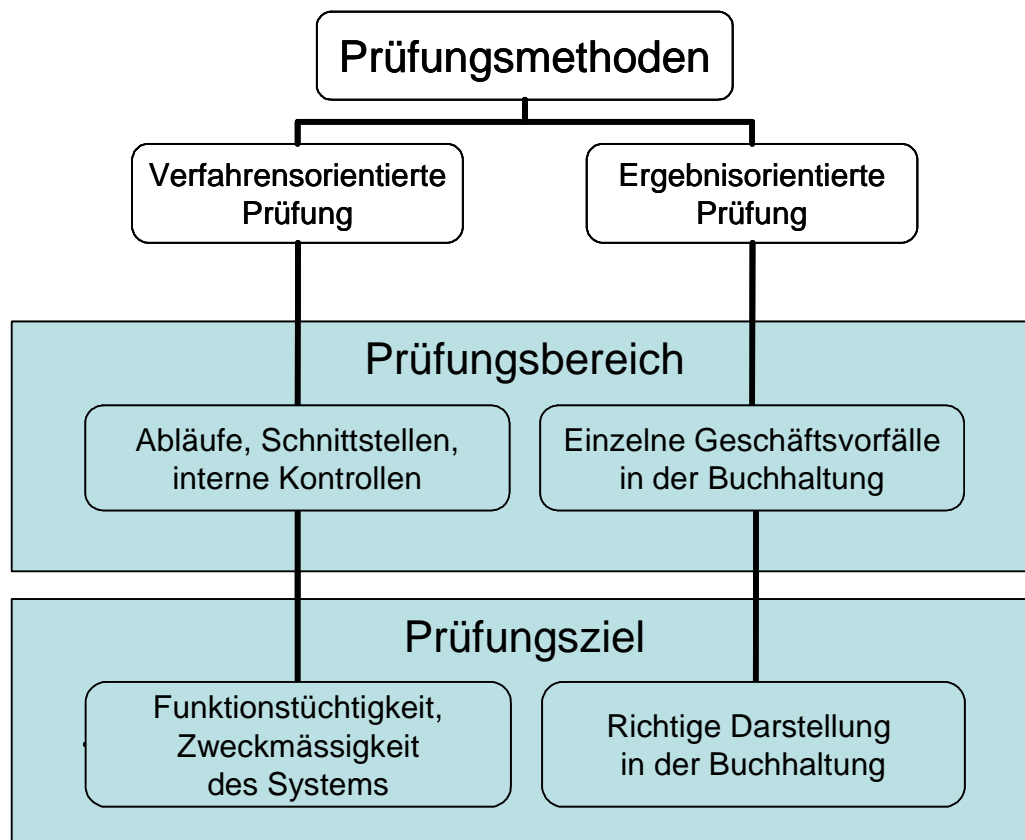 Prüfungsmethoden
Verfahrensorientierte
Prüfung
Ergebnisorientierte
Prüfung
Prüfungsbereich
Abläufe, Schnittstellen,
interne Kontrollen
Einzelne Geschäftsvorfälle
in der Buchhaltung
Prüfungsziel
Funktionstüchtigkeit,
Zweckmässigkeit
des Systems
Richtige Darstellung
in der Buchhaltung